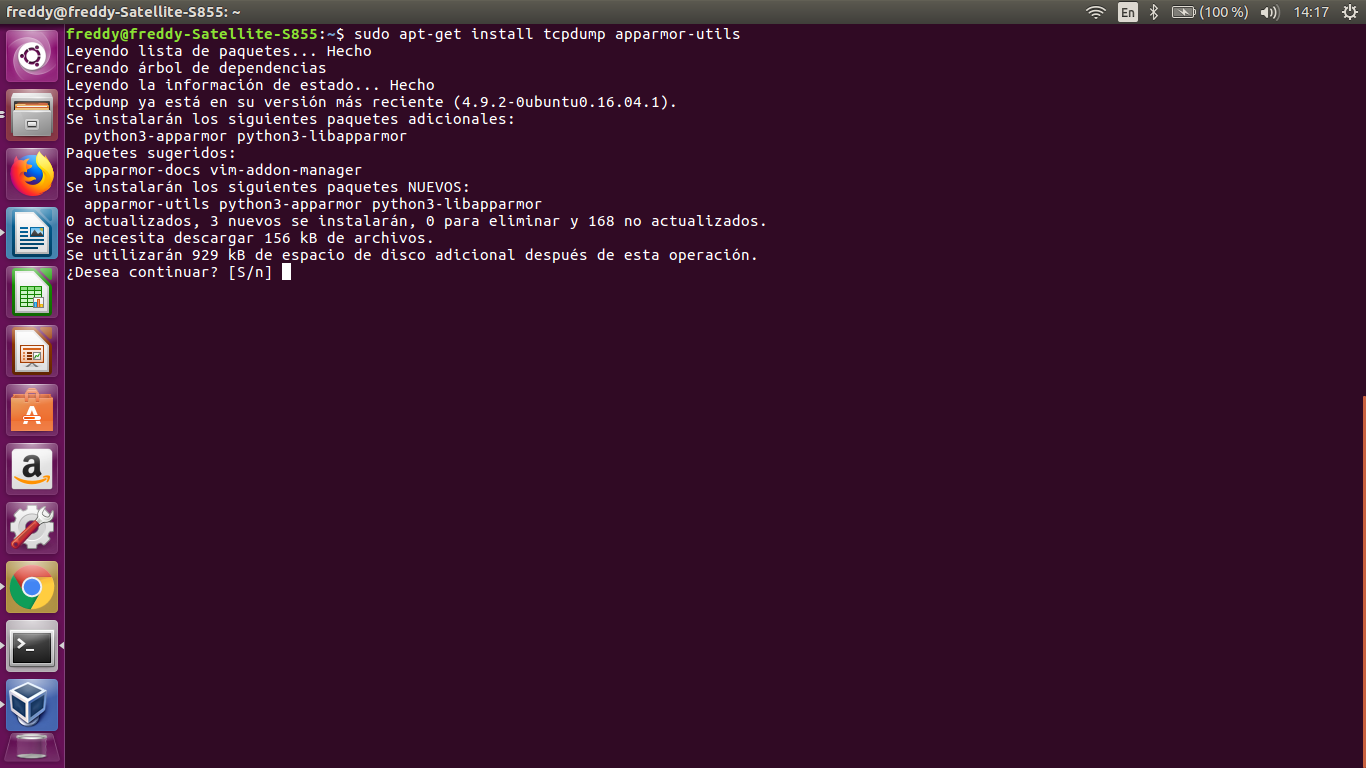 freddy@freddy-Satellite-S855: ~
En
(100 %)
14:17
freddy@freddy-Satellite-S855:~$ sudo apt-get install tcpdump apparmor-utils
Leyendo lista de paquetes... Hecho
Creando árbol de dependencias
Leyendo la información de estado... Hecho
tcpdump ya está en su versión más reciente (4.9.2-0ubuntu0.16.04.1).
Se instalarán los siguientes paquetes adicionales:
  python3-apparmor python3-libapparmor
Paquetes sugeridos:
  apparmor-docs vim-addon-manager
Se instalarán los siguientes paquetes NUEVOS:
  apparmor-utils python3-apparmor python3-libapparmor
0 actualizados, 3 nuevos se instalarán, 0 para eliminar y 168 no actualizados.
Se necesita descargar 156 kB de archivos.
Se utilizarán 929 kB de espacio de disco adicional después de esta operación.
¿Desea continuar? [S/n]